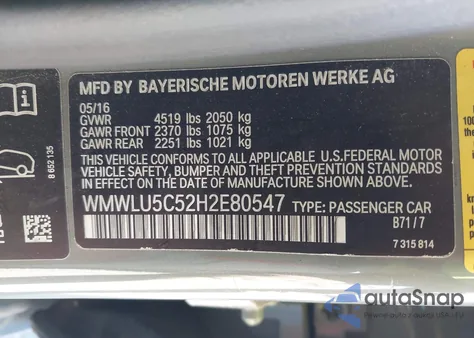 MFD BY BAYERISCHE MOTOREN WERKE AG
05/16
GVWR 4519 lbs 2050 kg
GAWR FRONT 2370 lbs 1075 kg
GAWR REAR 2251 lbs 1021 kg
THIS VEHICLE CONFORMS TO ALL APPLICABLE U.S.FEDERAL MOTOR
VEHICLE SAFETY, BUMPER, AND THEFT PREVENTION STANDARDS
IN EFFECT ON THE DATE OF MANUFACTURE SHOWN ABOVE.
WMWLU5C52H2E80547 TYPE: PASSENGER CAR
B71/7
7 315 814
8 652 135
100
autoSnap